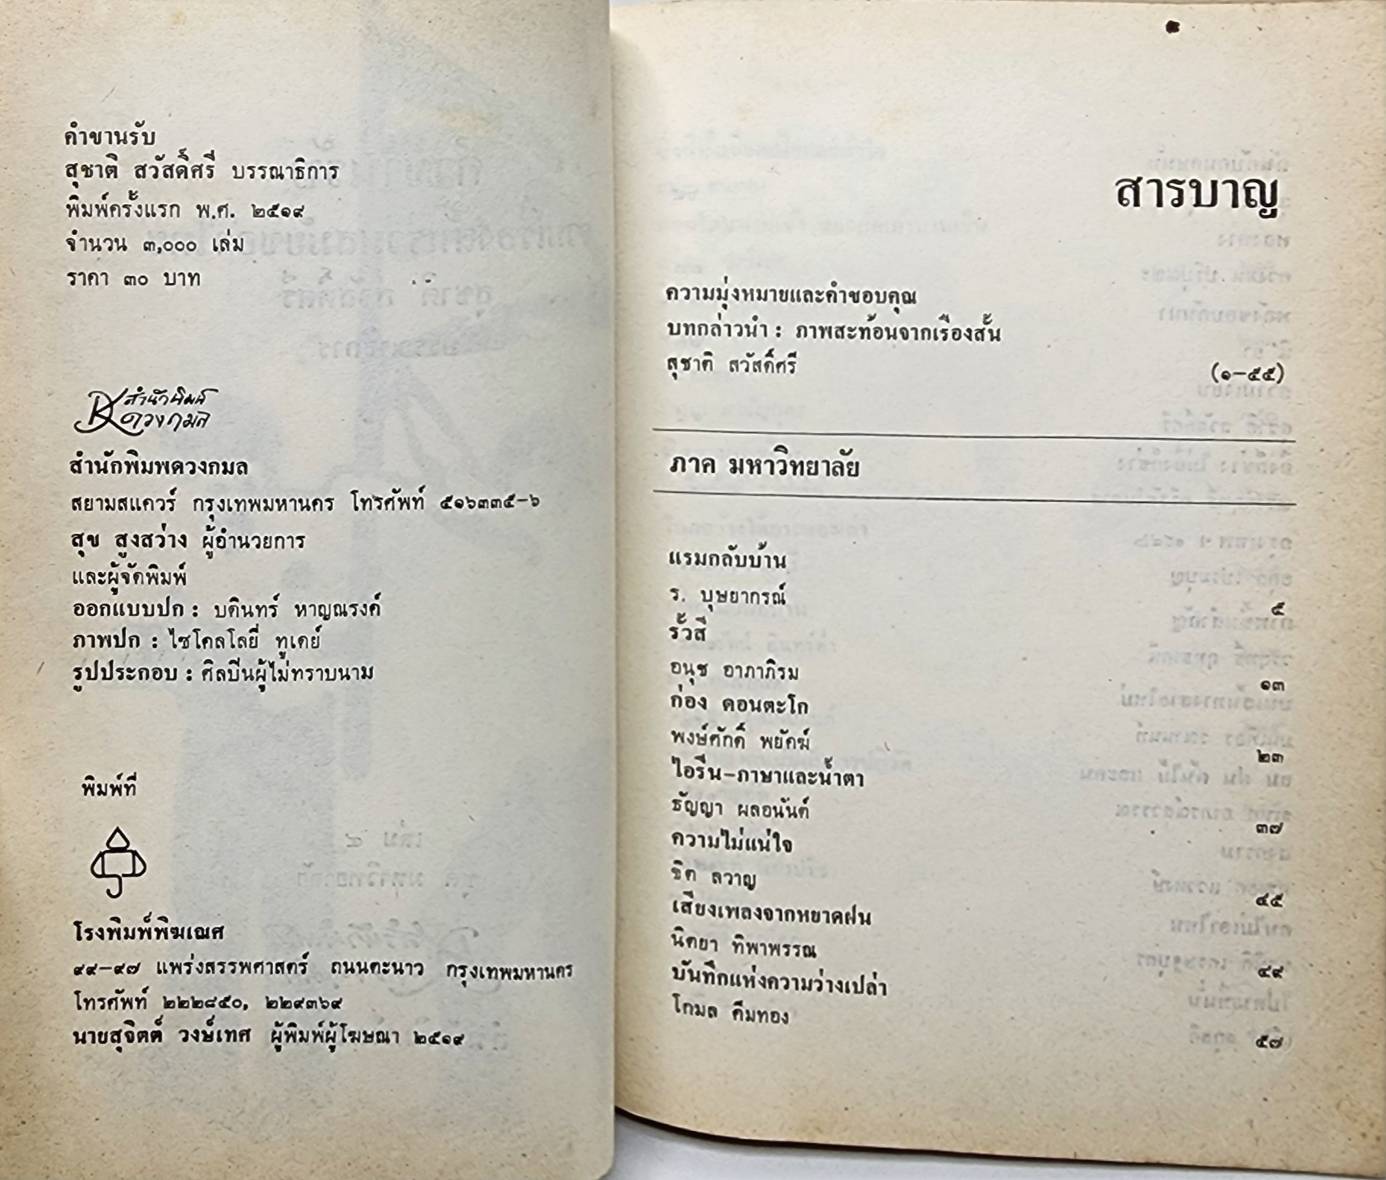 คำขานรับ
สุชาติ สวัสดิ์ศรี บรรณาธิการ
พิมพ์ครั้งแรก พ.ศ. ๒๕๑๙
จำนวน ๓,๐๐๐ เล่ม
ราคา ๓๐ บาท
สำนักพิมพ์
ดวงกมล
สำนักพิมพดวงกมล
สยามสแควร์ กรุงเทพมหานคร โทรศัพท์ ๕๑๖๓๓๕-๖
สุข สูงสว่าง ผู้อำนวยการ
และผู้จัดพิมพ์
ออกแบบปก : บดินทร์ หาญณรงค์
ภาพปก : ไซโคลโลยี่ ทูเดย์
รูปประกอบ : ศิลปินผู้ไม่ทราบนาม
พิมพ์ที่
โรงพิมพ์พิฆเณศ
๔๙-๔๗ แพร่งสรรพศาสตร์ ถนนตะนาว กรุงเทพมหานคร
โทรศัพท์ ๒๒๒๘๕๐, ๒๒๙๓๖๙
นายสุจิตต์ วงษ์เทศ ผู้พิมพ์ผู้โฆษณา ๒๕๑๙
สารบาญ
ความมุ่งหมายและคำขอบคุณ
บทกล่าวนำ : ภาพสะท้อนจากเรื่องสั้น
สุชาติ สวัสดิ์ศรี (๑-๕๕)
ภาค มหาวิทยาลัย
แรมกลับบ้าน
ร. บุษยากรณ์ ๕
รั้วสี
อนุช อาภาภิรม ๑๓
ก่อง ดอนตะโก
พงษ์ศักดิ์ พยัคฆ์ ๒๓
ไอรีน-ภาษาและน้ำตา
ธัญญา ผลอนันต์ ๓๗
ความไม่แน่ใจ
ชิต ลวาญ ๔๕
เสียงเพลงจากหยาดฝน
นิตยา ทิพาพรรณ ๔๙
บันทึกแห่งความว่างเปล่า
โกมล คีมทอง ๕๗